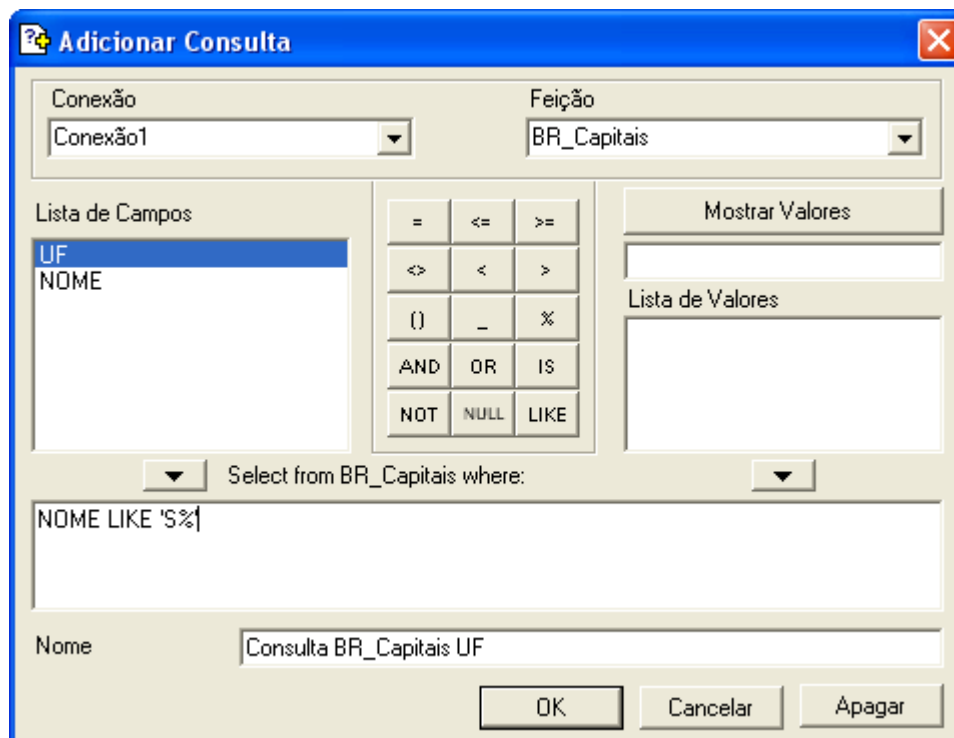 Adicionar Consulta
Conexão
Feição
Conexão1
BR_Capitais
Lista de Campos
UF
NOME
= <= >=
<> < >
() _ %
AND OR IS
NOT NULL LIKE
Mostrar Valores
Lista de Valores
Select from BR_Capitais where:
NOME LIKE 'S%'
Nome
Consulta BR_Capitais UF
OK
Cancelar
Apagar